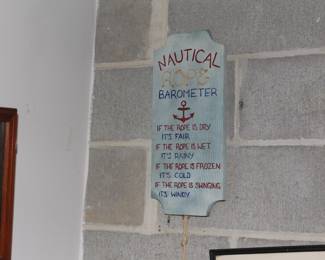 NAUTICAL
ROPE
BAROMETER
IF THE ROPE IS DRY
IT'S FAIR
IF THE ROPE IS WET
IT'S RAINY
IF THE ROPE IS FROZEN
IT'S COLD
IF THE ROPE IS SWINGING
IT'S WINDY